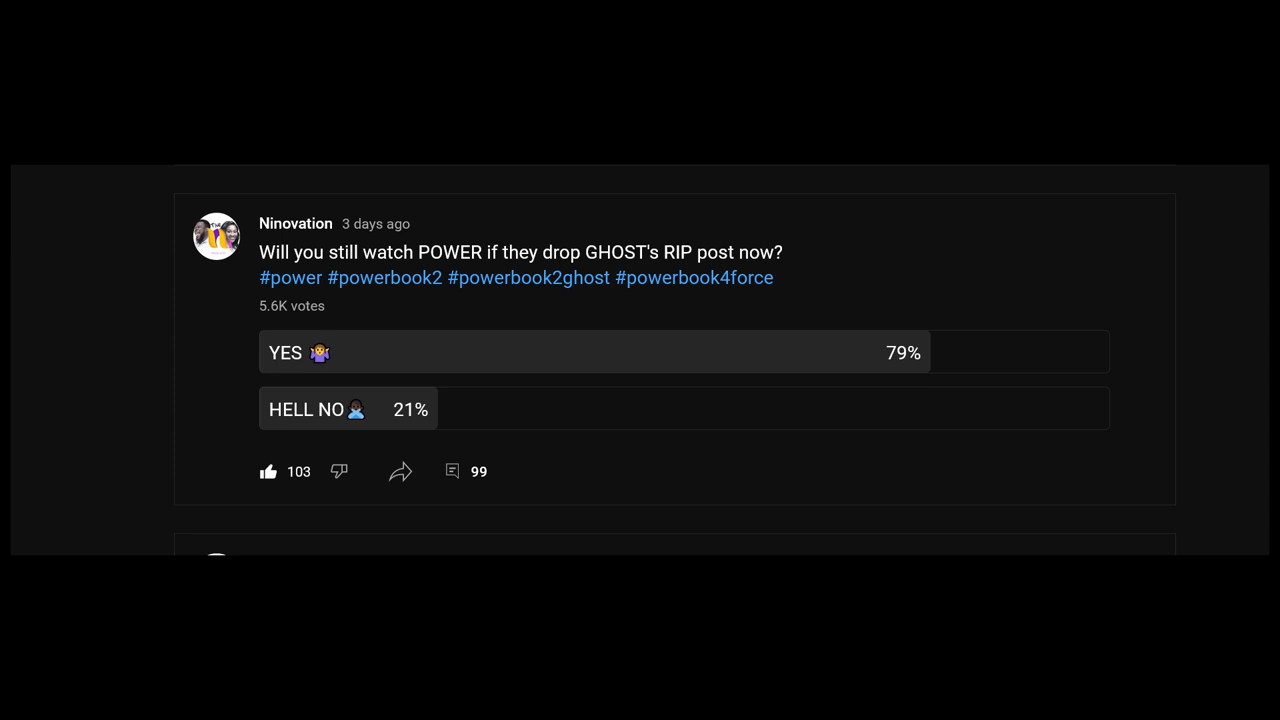 Ninovation 3 days ago
Will you still watch POWER if they drop GHOST's RIP post now?
#power #powerbook2 #powerbook2ghost #powerbook4force
5.6K votes
YES 🤷‍♀️ 79%
HELL NO🙅🏿‍♂️ 21%
103 99